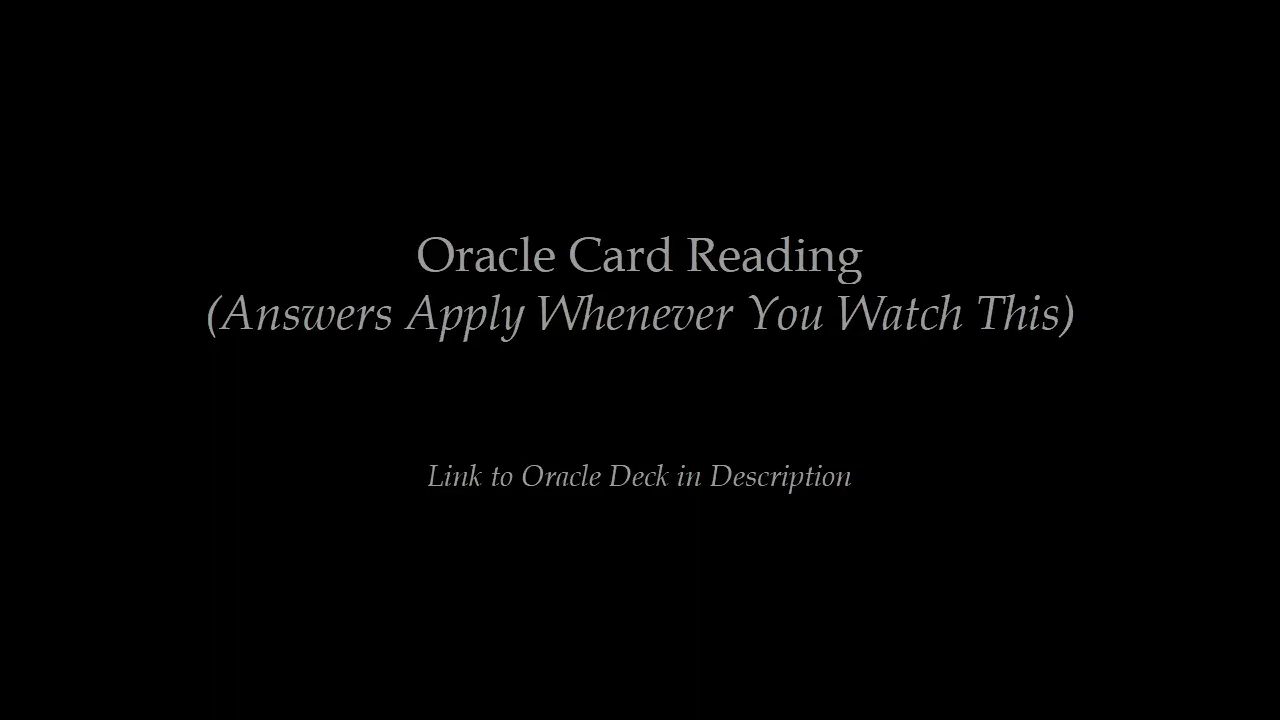 Oracle Card Reading
(Answers Apply Whenever You Watch This)
Link to Oracle Deck in Description